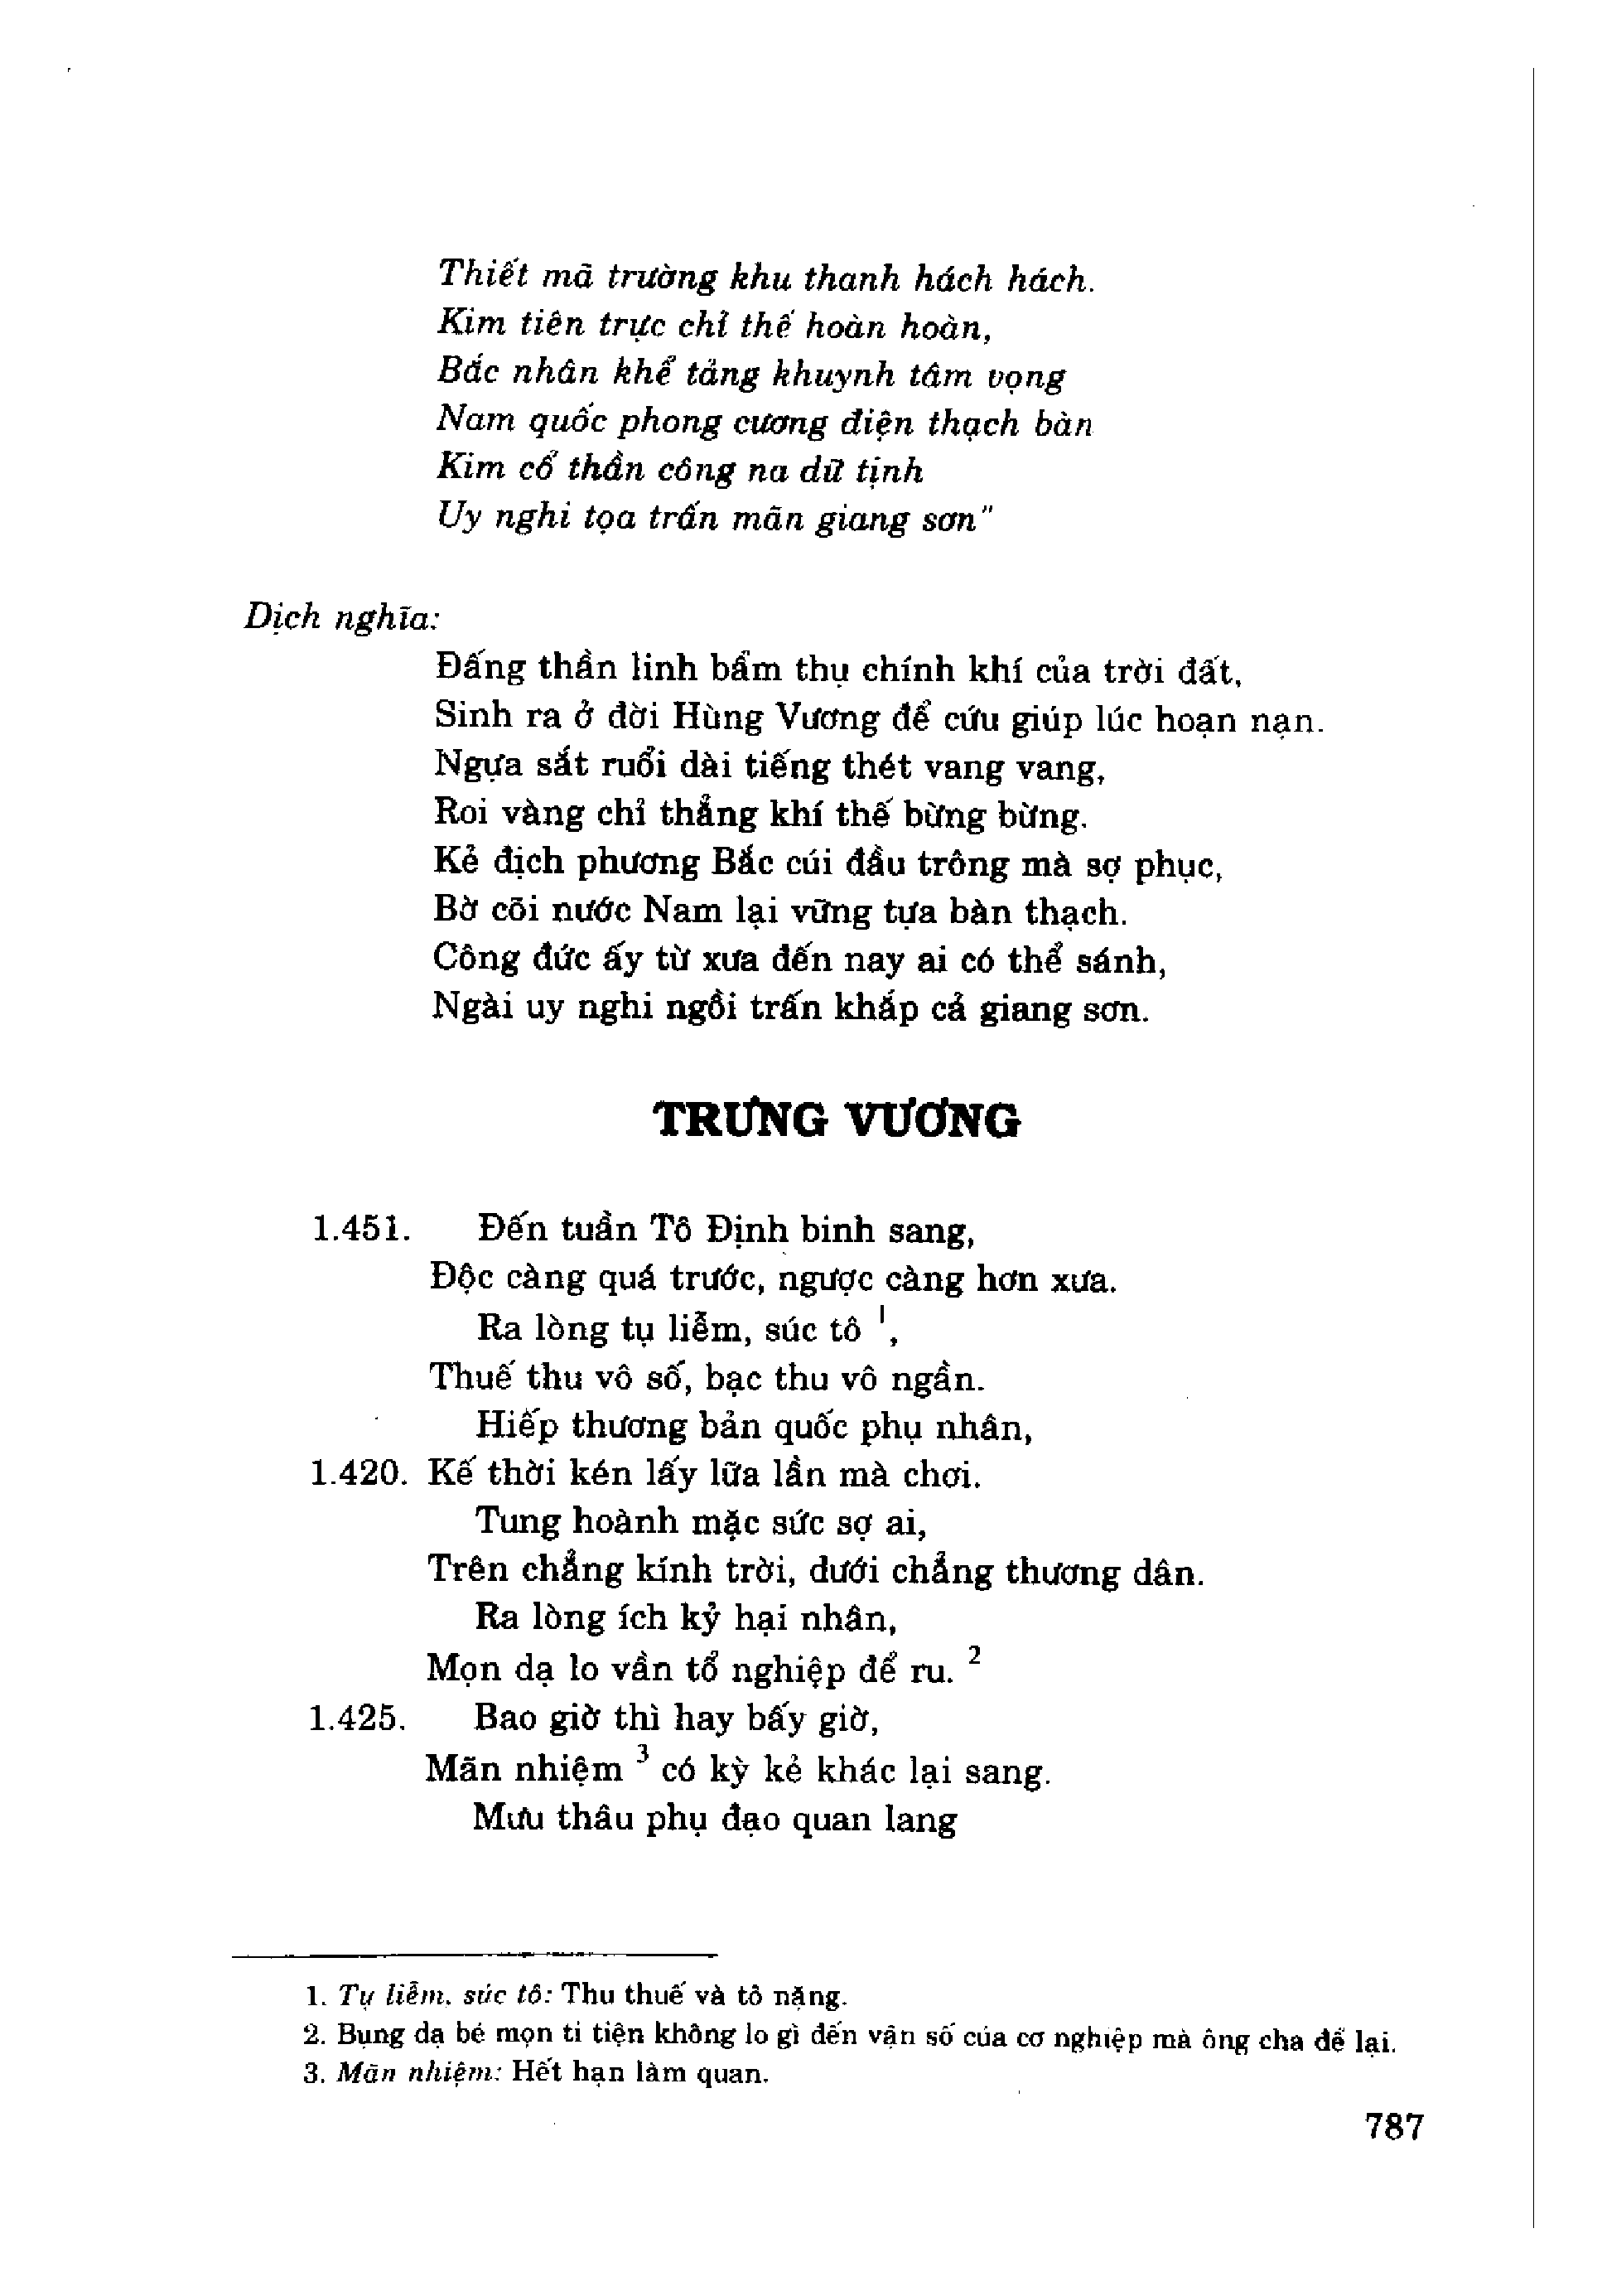 Thiết mã trường khu thanh hách hách.
Kim tiên trực chỉ thế hoàn hoàn,
Bắc nhân khể tảng khuynh tâm vọng
Nam quốc phong cương điện thạch bàn
Kim cổ thần công na dữ tịnh
Uy nghi tọa trấn mãn giang sơn"
Dịch nghĩa:
Đấng thần linh bẩm thụ chính khí của trời đất,
Sinh ra ở đời Hùng Vương để cứu giúp lúc hoạn nạn.
Ngựa sắt ruổi dài tiếng thét vang vang,
Roi vàng chỉ thẳng khí thế bừng bừng.
Kẻ địch phương Bắc cúi đầu trông mà sợ phục,
Bờ cõi nước Nam lại vững tựa bàn thạch.
Công đức ấy từ xưa đến nay ai có thể sánh,
Ngài uy nghi ngồi trấn khắp cả giang sơn.
TRƯNG VƯƠNG
1.451. Đến tuần Tô Định binh sang,
Độc càng quá trước, ngược càng hơn xưa.
Ra lòng tụ liễm, súc tô 1,
Thuế thu vô số, bạc thu vô ngần.
Hiếp thương bản quốc phụ nhân,
1.420. Kế thời kén lấy lữa lần mà chơi.
Tung hoành mặc sức sợ ai,
Trên chẳng kính trời, dưới chẳng thương dân.
Ra lòng ích kỷ hại nhân,
Mọn dạ lo vần tổ nghiệp để ru. 2
1.425. Bao giờ thì hay bấy giờ,
Mãn nhiệm 3 có kỳ kẻ khác lại sang.
Mưu thâu phụ đạo quan lang
1. Tụ liễm, súc tô: Thu thuế và tô nặng.
2. Bụng dạ bé mọn ti tiện không lo gì đến vận số của cơ nghiệp mà ông cha để lại.
3. Mãn nhiệm: Hết hạn làm quan.
787